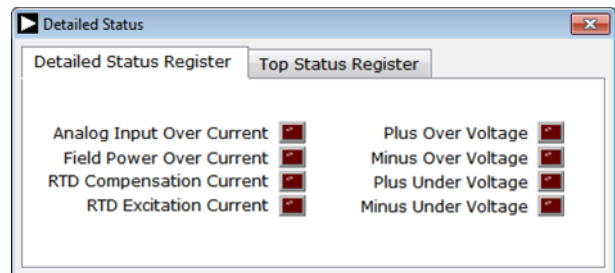 Detailed Status
Detailed Status Register Top Status Register
Analog Input Over Current Plus Over Voltage
Field Power Over Current Minus Over Voltage
RTD Compensation Current Plus Under Voltage
RTD Excitation Current Minus Under Voltage